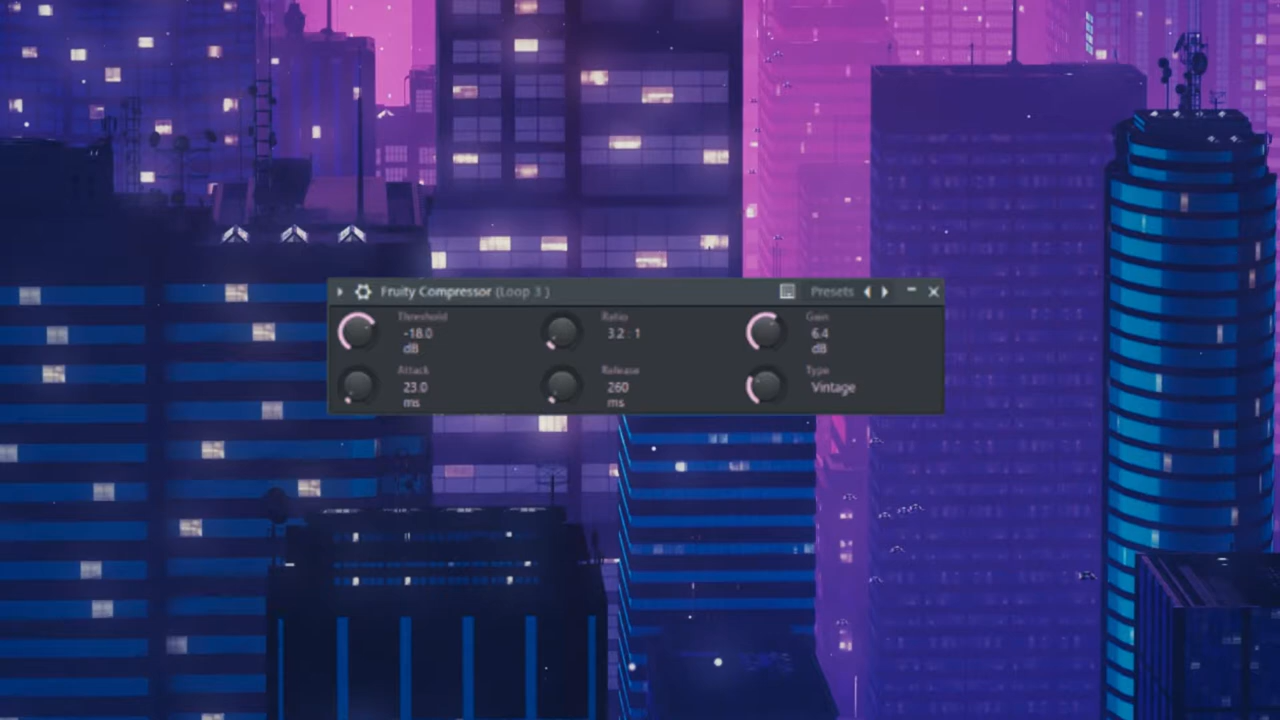 Fruity Compressor (Loop 3 )
Presets
Threshold
-18.0
dB
Ratio
3.2 : 1
Gain
6.4
dB
Attack
23.0
ms
Release
260
ms
Type
Vintage